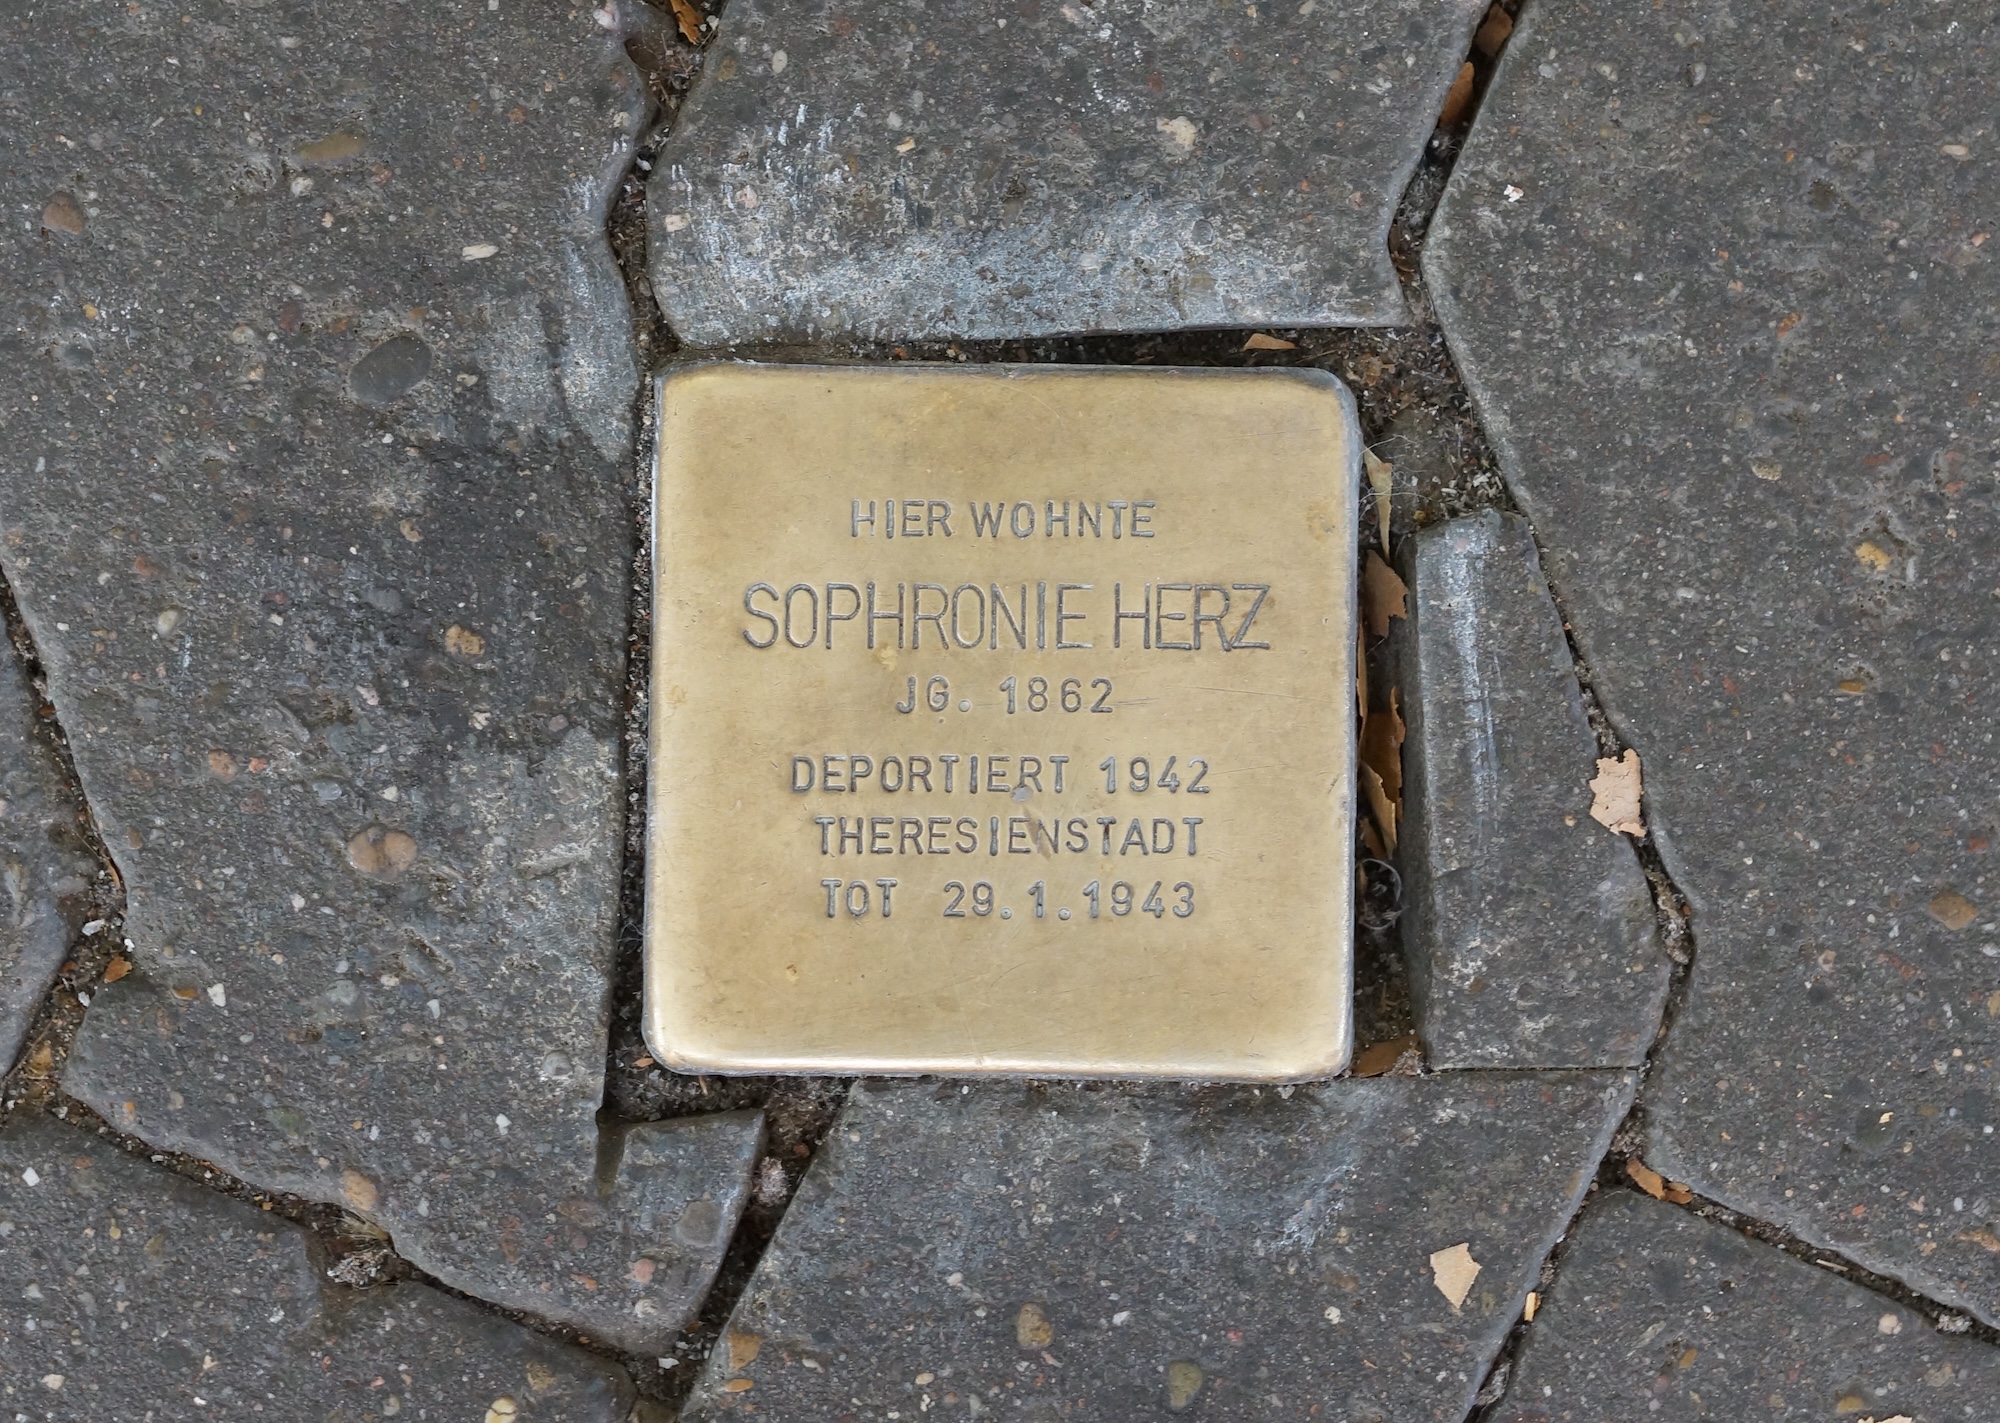 HIER WOHNTE
SOPHRONIE HERZ
JG. 1862
DEPORTIERT 1942
THERESIENSTADT
TOT 29.1.1943